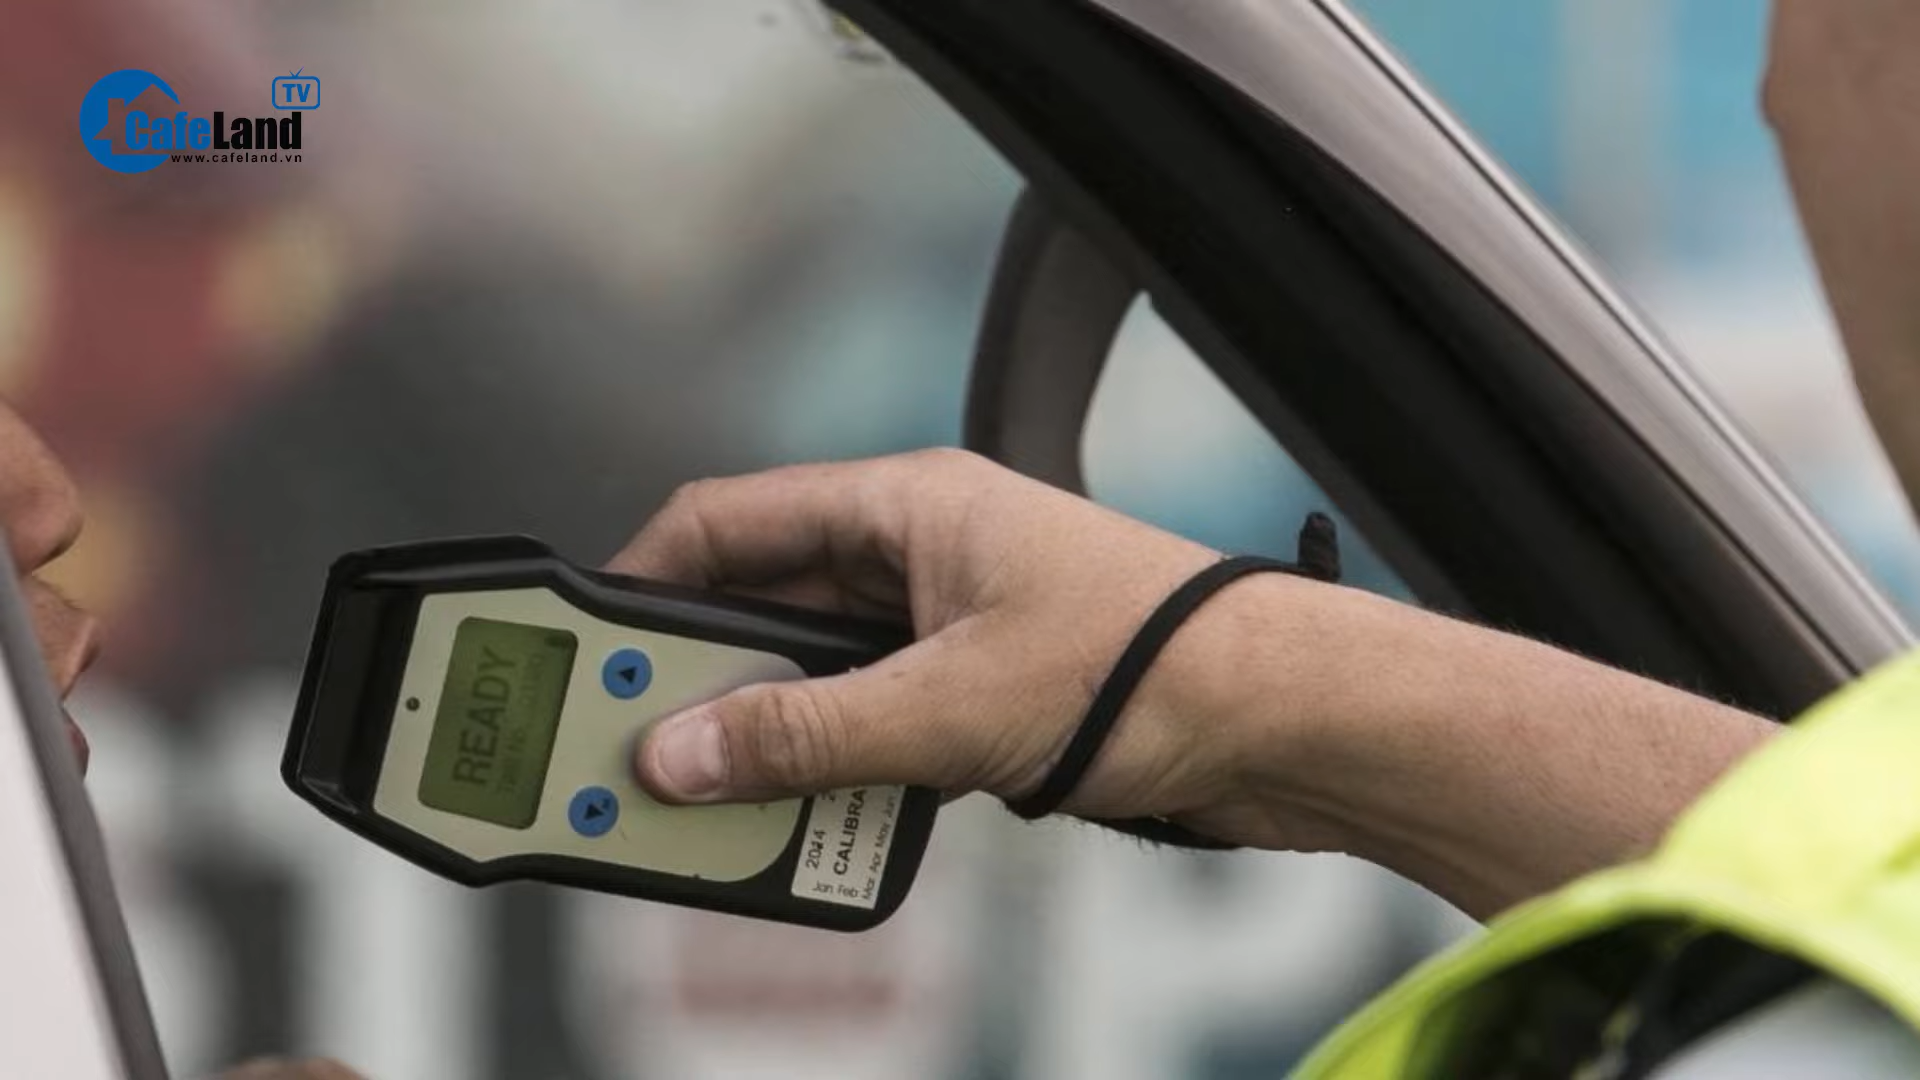 TV
CafeLand
www.cafeland.vn
READY
2014
CALIBRA
Jan Feb
Mar Apr May Jun